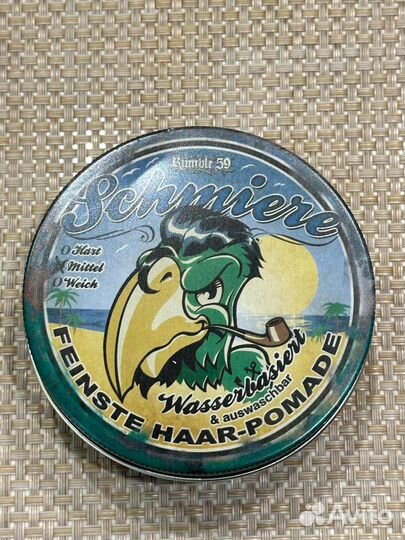 Rumble 59
Schmiere
Hart
Mittel
Weich
Wasserbasiert
& auswaschbar
FEINSTE HAAR-POMADE
Avito